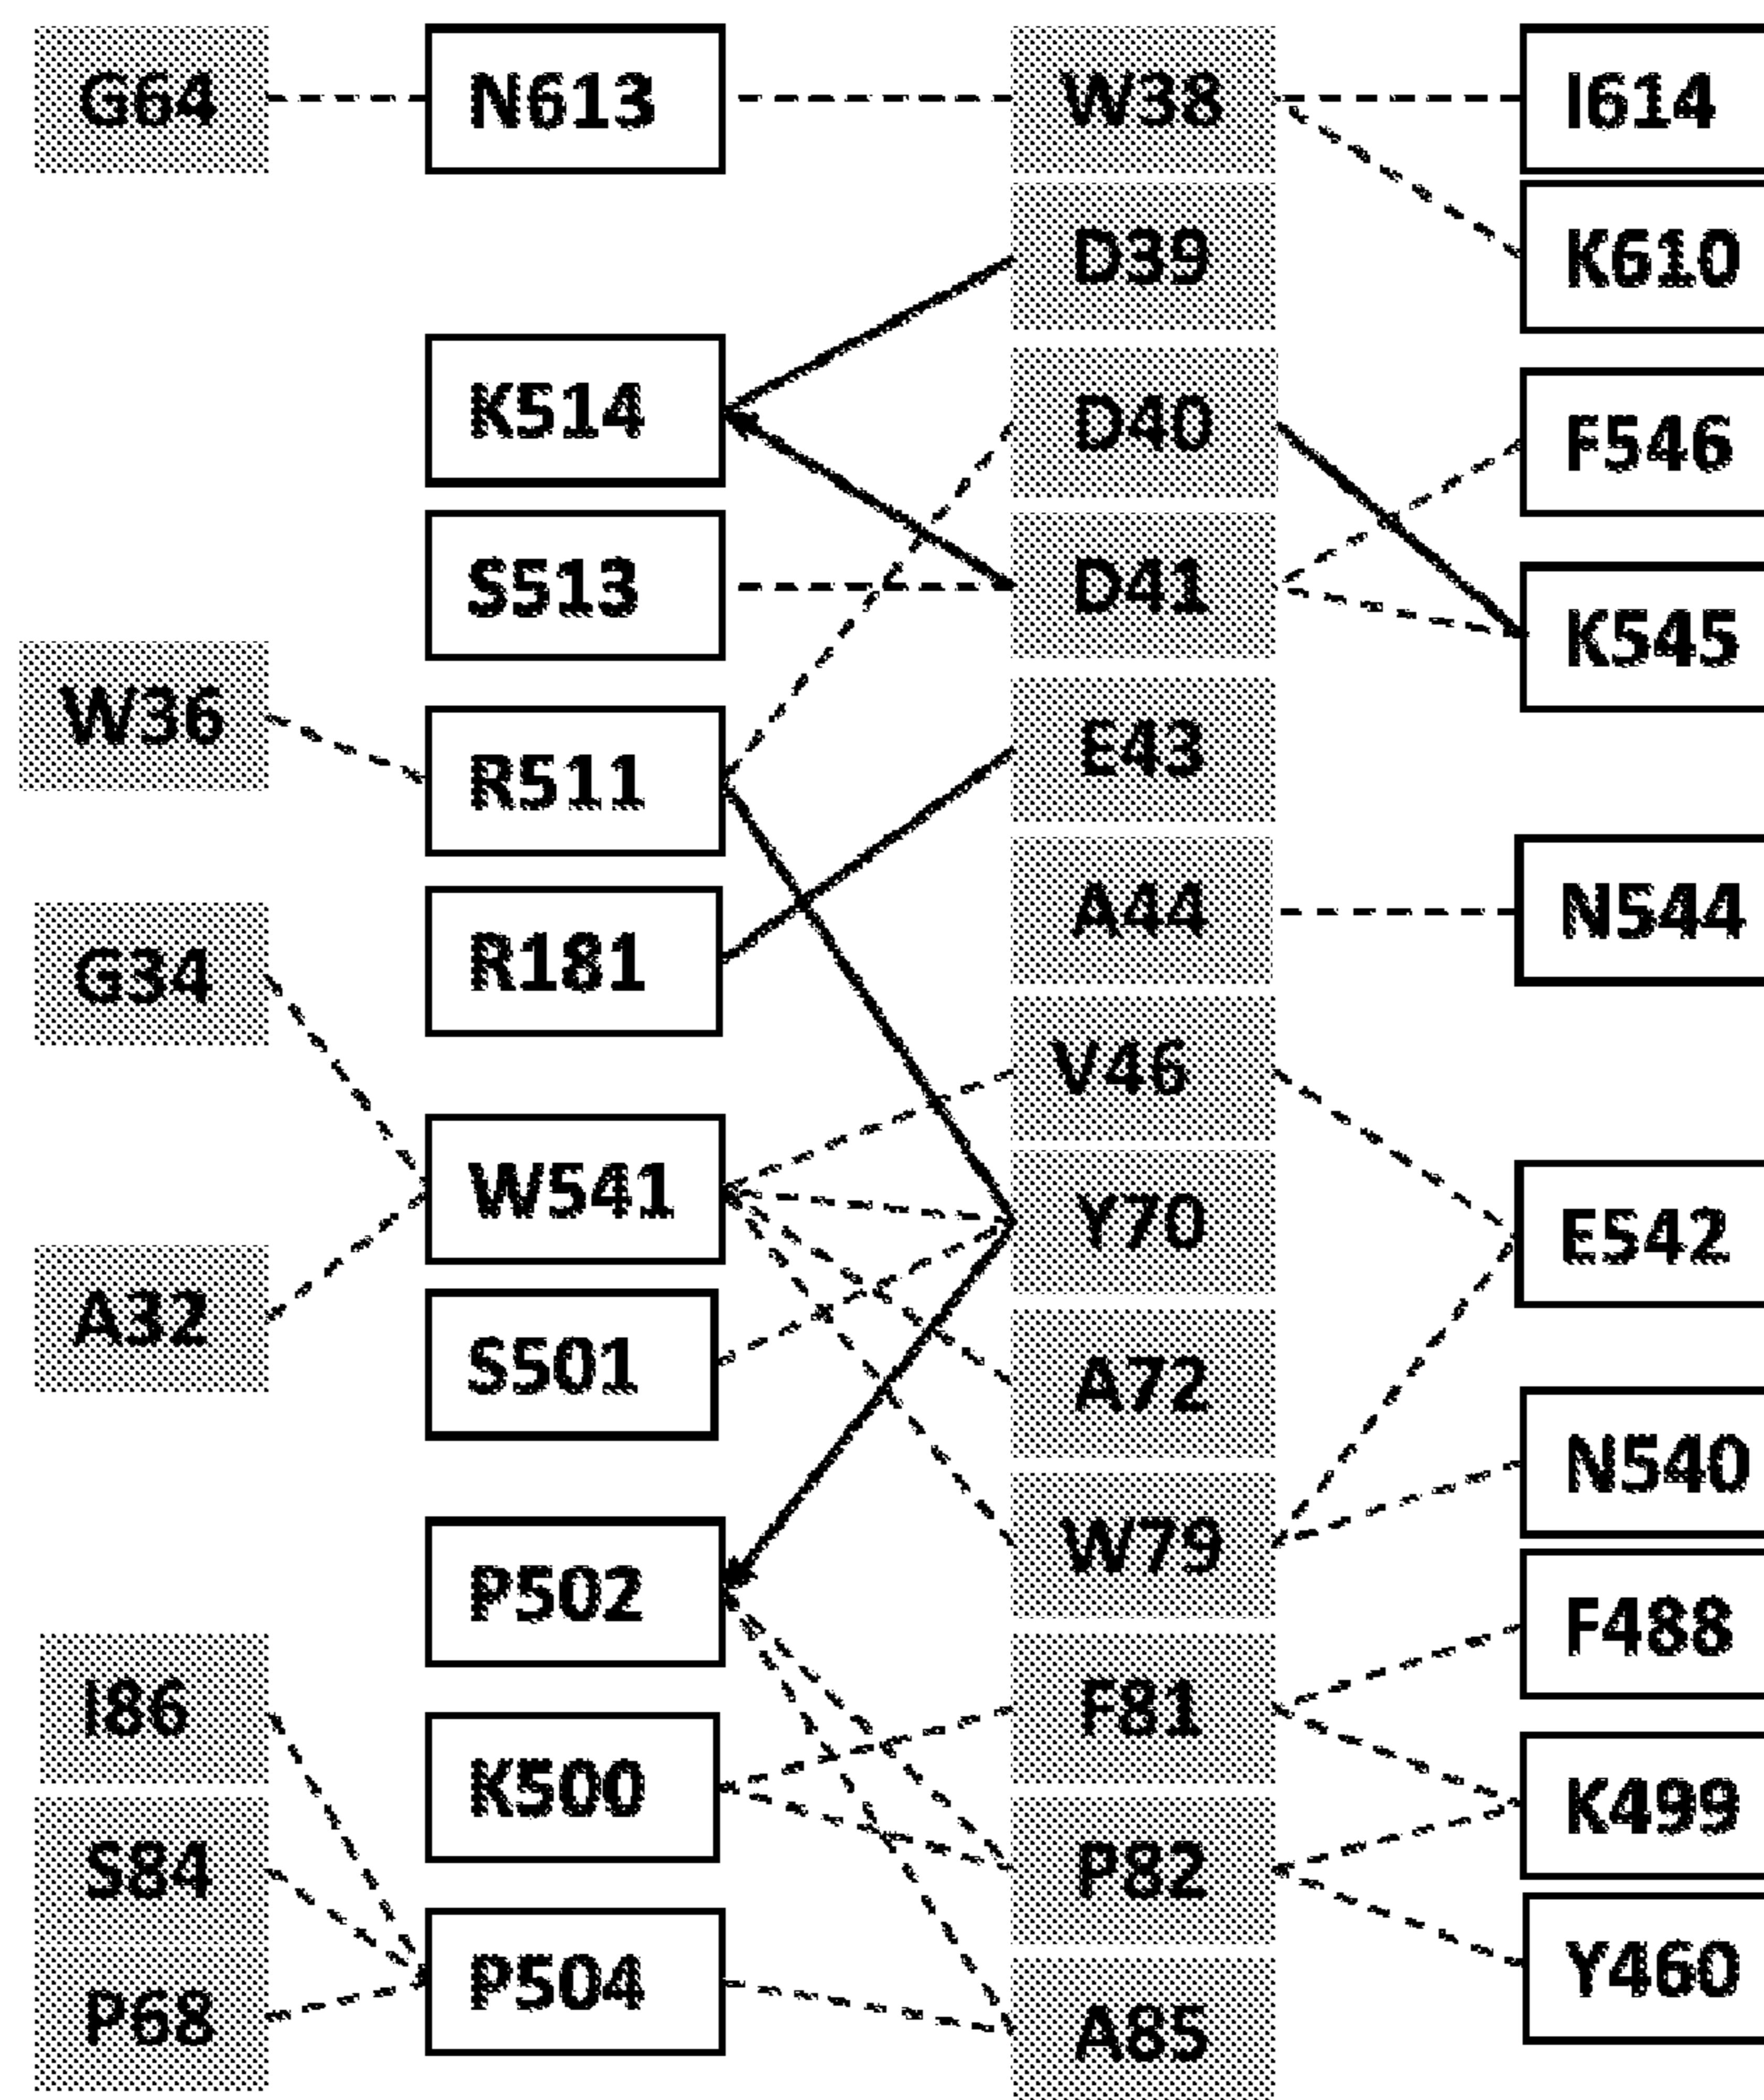 G64 N613 W38 I614
D39 K610
K514 D40 F546
S513 D41 K545
W36 R511 E43
G34 R181 A44 N544
V46
W541 Y70 E542
A32 S501 A72
N540
P502 W79 F488
I86 K500 F81 K499
S84 P82
P504 Y460
P68 A85